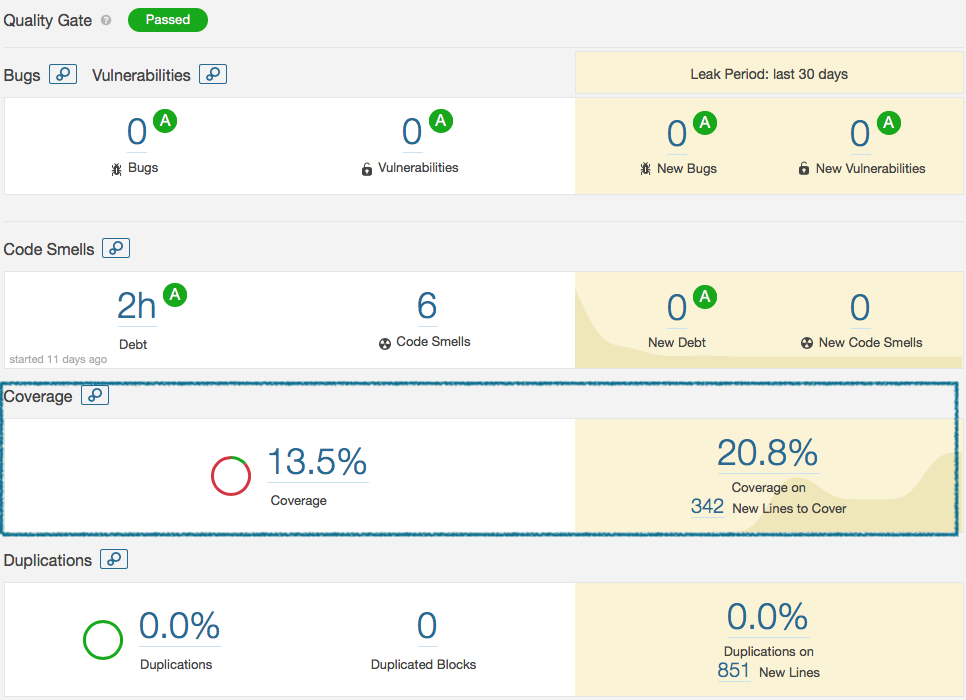 Quality Gate ? Passed
Bugs Vulnerabilities
Leak Period: last 30 days
0 A 0 A 0 A 0 A
Bugs Vulnerabilities New Bugs New Vulnerabilities
Code Smells
2h A 6 0 A 0
Debt Code Smells New Debt New Code Smells
started 11 days ago
Coverage
13.5% 20.8%
Coverage Coverage on
342 New Lines to Cover
Duplications
0.0% 0 0.0%
Duplications Duplicated Blocks Duplications on
851 New Lines